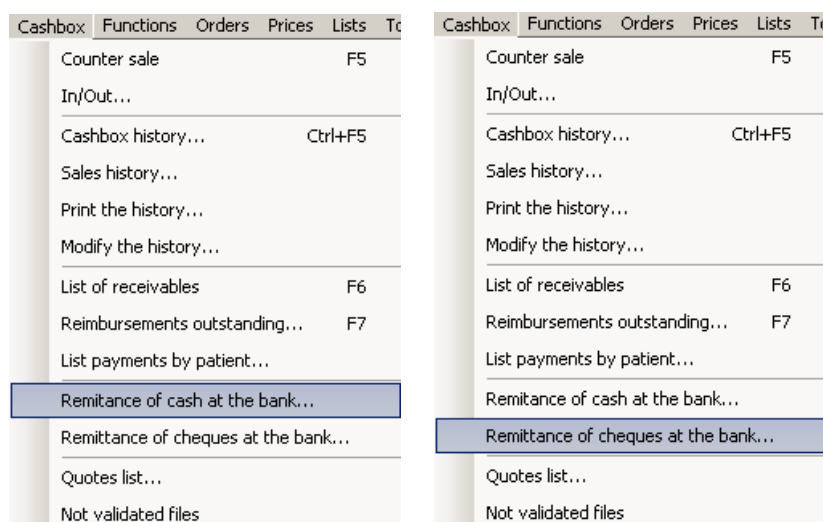 Cashbox Functions Orders Prices Lists
Counter sale F5
In/Out...
Cashbox history... Ctrl+F5
Sales history...
Print the history...
Modify the history...
List of receivables F6
Reimbursements outstanding... F7
List payments by patient...
Remitance of cash at the bank...
Remittance of cheques at the bank...
Quotes list...
Not validated files
Cashbox Functions Orders Prices Lists
Counter sale F5
In/Out...
Cashbox history... Ctrl+F5
Sales history...
Print the history...
Modify the history...
List of receivables F6
Reimbursements outstanding... F7
List payments by patient...
Remitance of cash at the bank...
Remittance of cheques at the bank...
Quotes list...
Not validated files